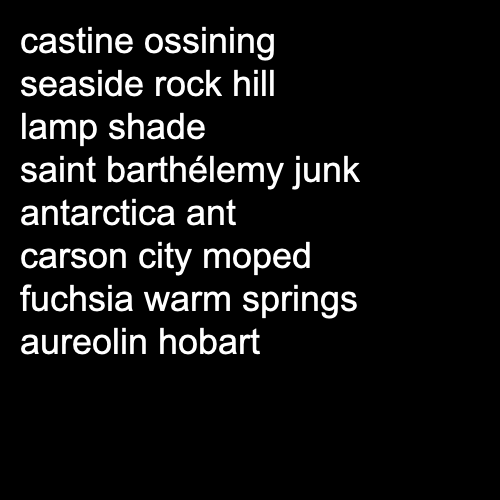 castine ossining
seaside rock hill
lamp shade
saint barthélemy junk
antarctica ant
carson city moped
fuchsia warm springs
aureolin hobart